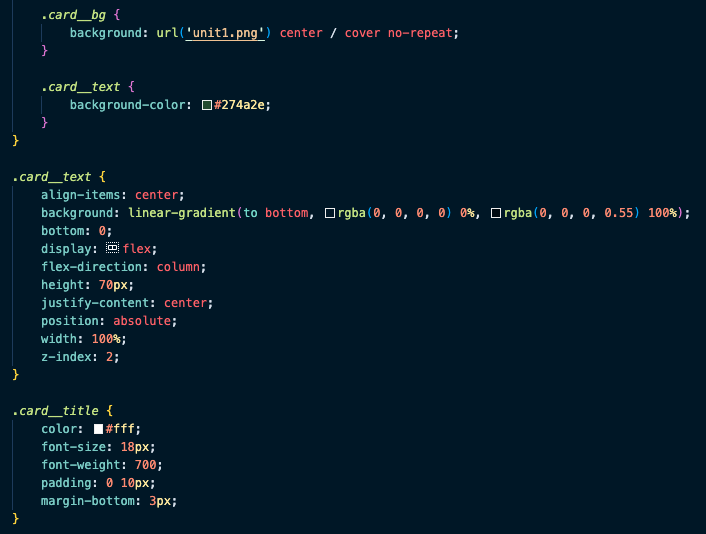 .card__bg {
background: url('unit1.png') center / cover no-repeat;
}
.card__text {
background-color: #274a2e;
}
}
.card__text {
align-items: center;
background: linear-gradient(to bottom, rgba(0, 0, 0, 0) 0%, rgba(0, 0, 0, 0.55) 100%);
bottom: 0;
display: flex;
flex-direction: column;
height: 70px;
justify-content: center;
position: absolute;
width: 100%;
z-index: 2;
}
.card__title {
color: #fff;
font-size: 18px;
font-weight: 700;
padding: 0 10px;
margin-bottom: 3px;
}